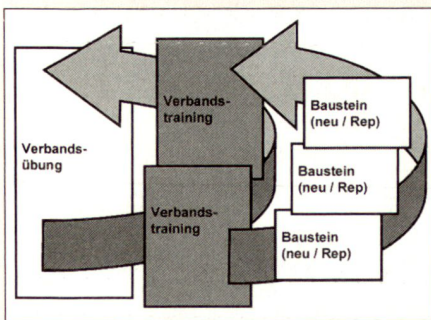 Verbands-
übung
Verbands-
training
Verbands-
training
Baustein
(neu / Rep)
Baustein
(neu / Rep)
Baustein
(neu / Rep)